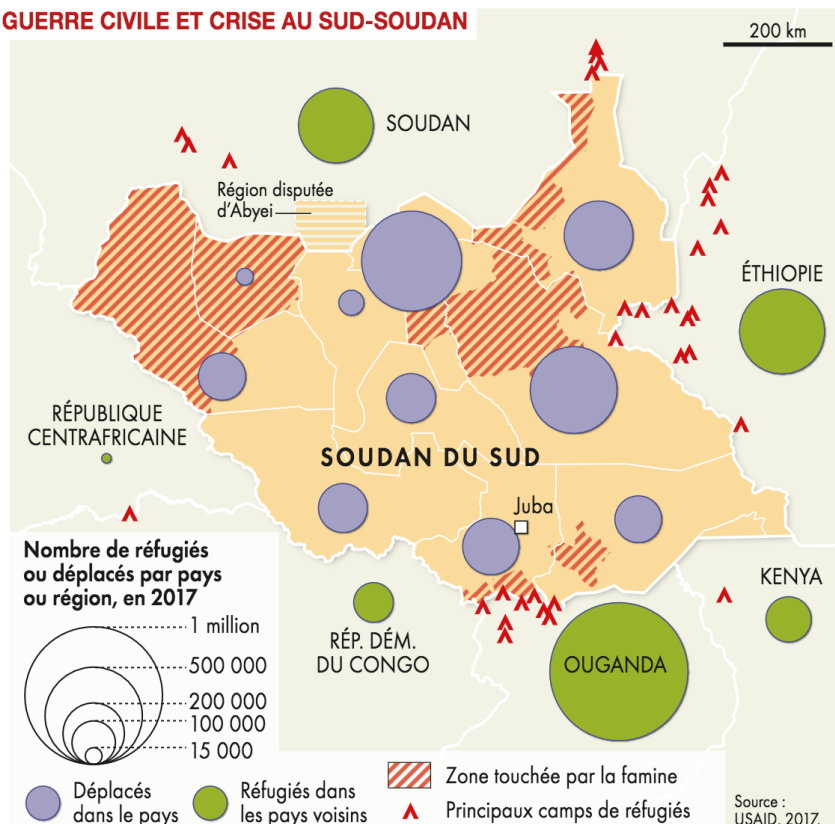 GUERRE CIVILE ET CRISE AU SUD-SOUDAN
200 km
SOUDAN
Région disputée
d'Abyei
ÉTHIOPIE
RÉPUBLIQUE
CENTRAFRICAINE
SOUDAN DU SUD
Juba
KENYA
RÉP. DÉM.
DU CONGO
OUGANDA
Nombre de réfugiés
ou déplacés par pays
ou région, en 2017
1 million
500 000
200 000
100 000
15 000
Déplacés
dans le pays
Réfugiés dans
les pays voisins
Zone touchée par la famine
Principaux camps de réfugiés
Source :
USAID, 2017.